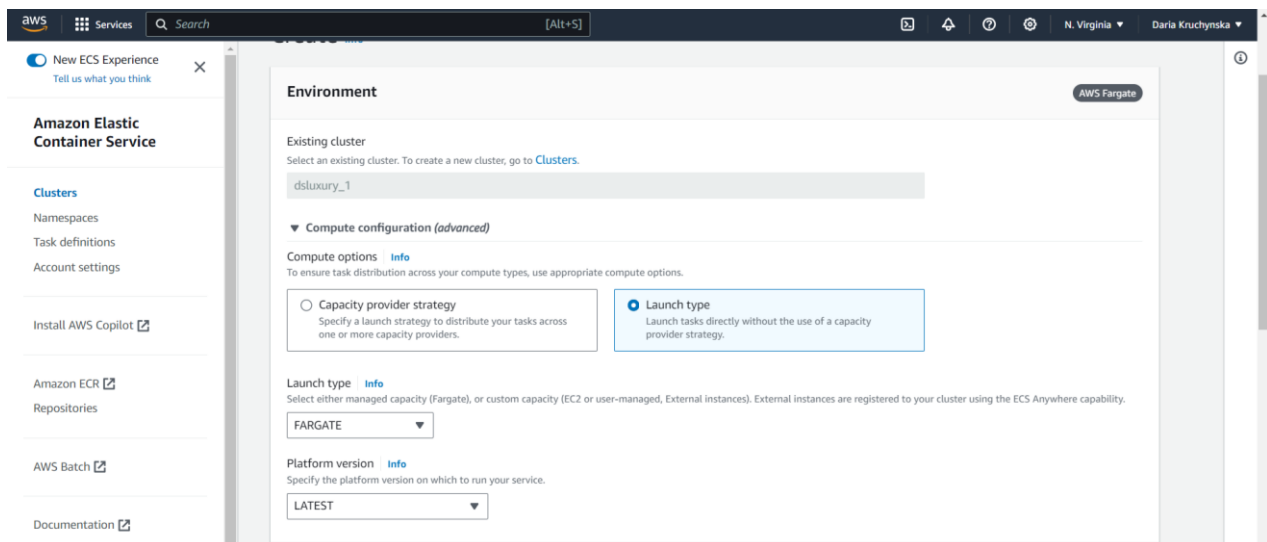 aws
Services
Search
[Alt+S]
N. Virginia
Daria Kruchynska
New ECS Experience
Tell us what you think
Amazon Elastic
Container Service
Clusters
Namespaces
Task definitions
Account settings
Install AWS Copilot
Amazon ECR
Repositories
AWS Batch
Documentation
Create Info
Environment
AWS Fargate
Existing cluster
Select an existing cluster. To create a new cluster, go to Clusters.
dsluxury_1
Compute configuration (advanced)
Compute options Info
To ensure task distribution across your compute types, use appropriate compute options.
Capacity provider strategy
Specify a launch strategy to distribute your tasks across
one or more capacity providers.
Launch type
Launch tasks directly without the use of a capacity
provider strategy.
Launch type Info
Select either managed capacity (Fargate), or custom capacity (EC2 or user-managed, External instances). External instances are registered to your cluster using the ECS Anywhere capability.
FARGATE
Platform version Info
Specify the platform version on which to run your service.
LATEST